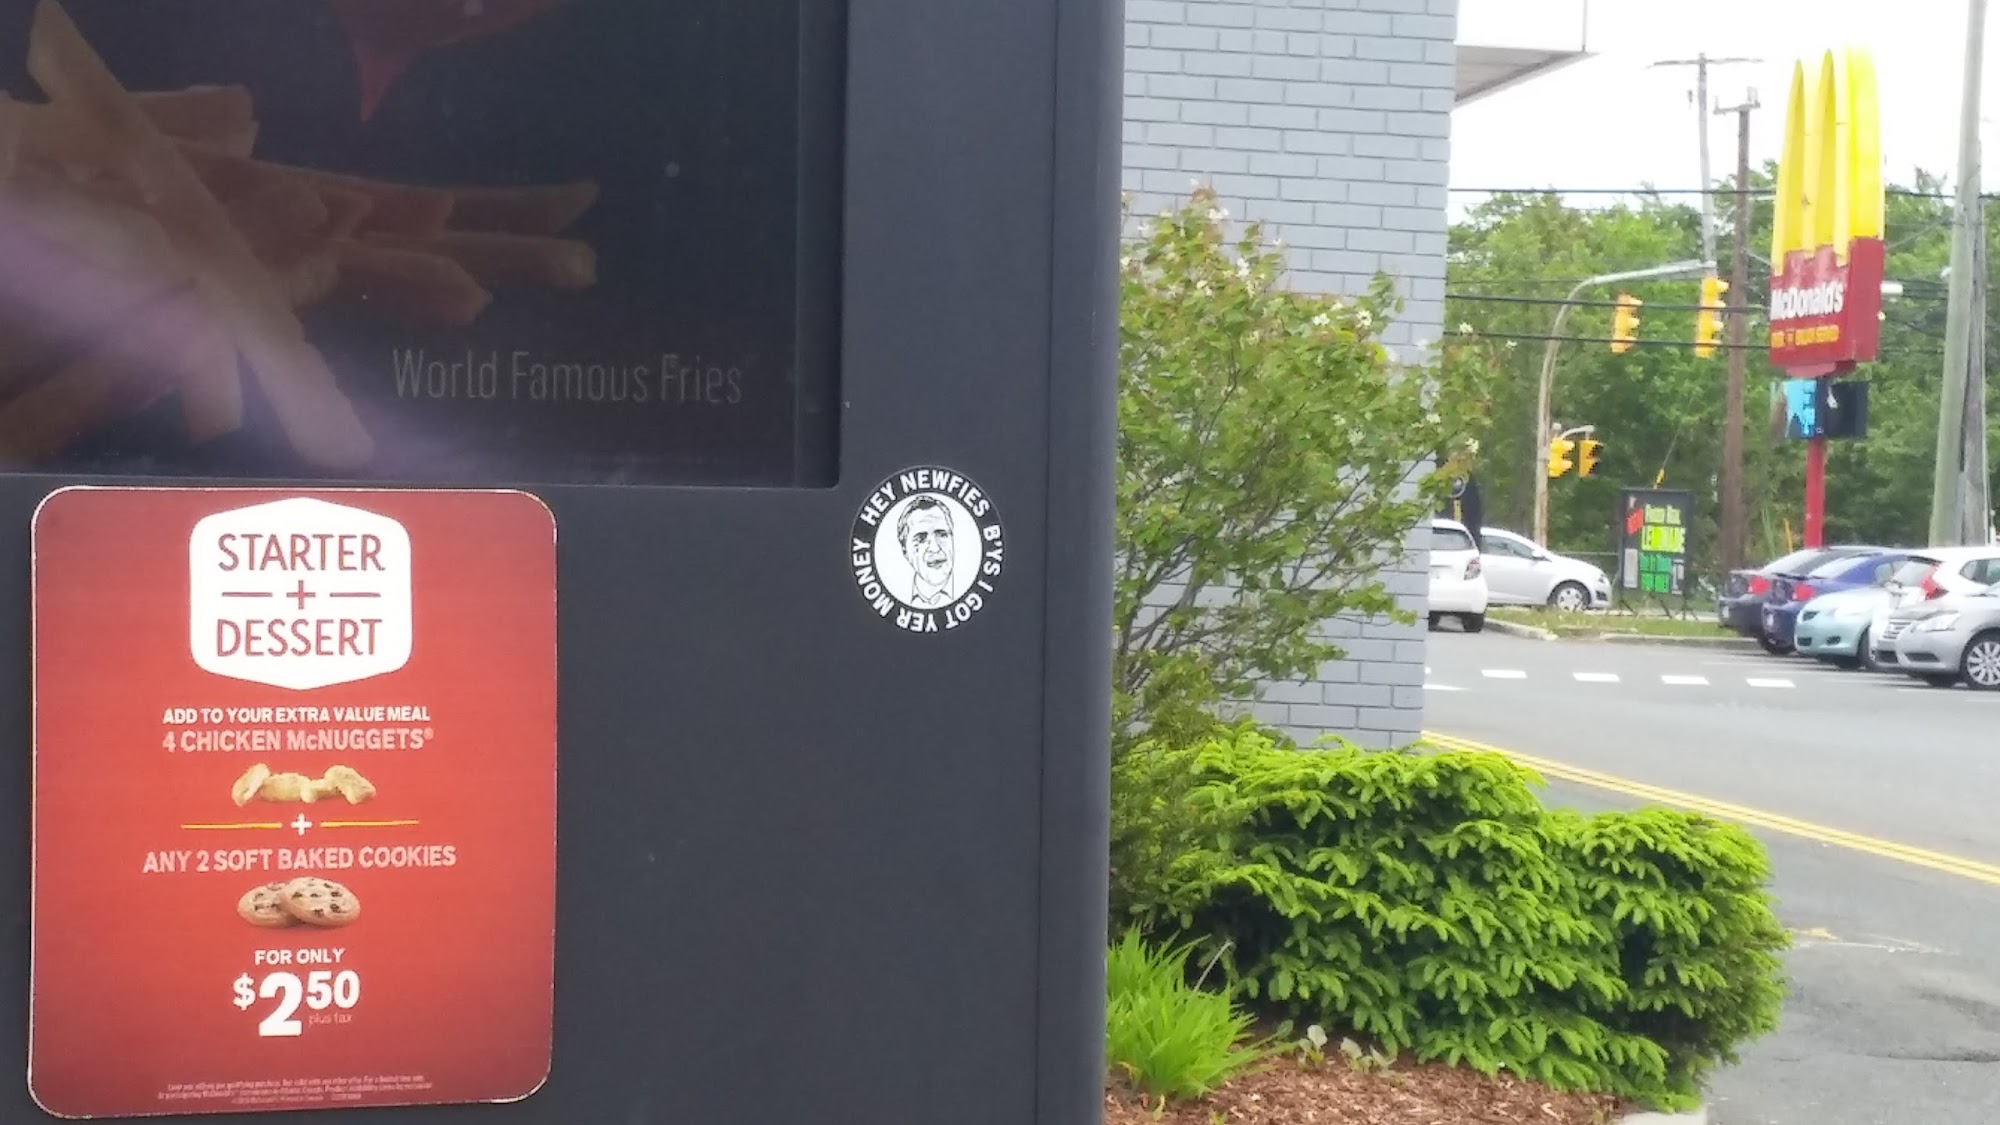 World Famous Fries
STARTER
+
DESSERT
ADD TO YOUR EXTRA VALUE MEAL
4 CHICKEN McNUGGETS®
+
ANY 2 SOFT BAKED COOKIES
FOR ONLY
$2.50
plus tax
HEY NEWFIES B'YS I GOT YER MONEY
McDonald's
LEMONADE